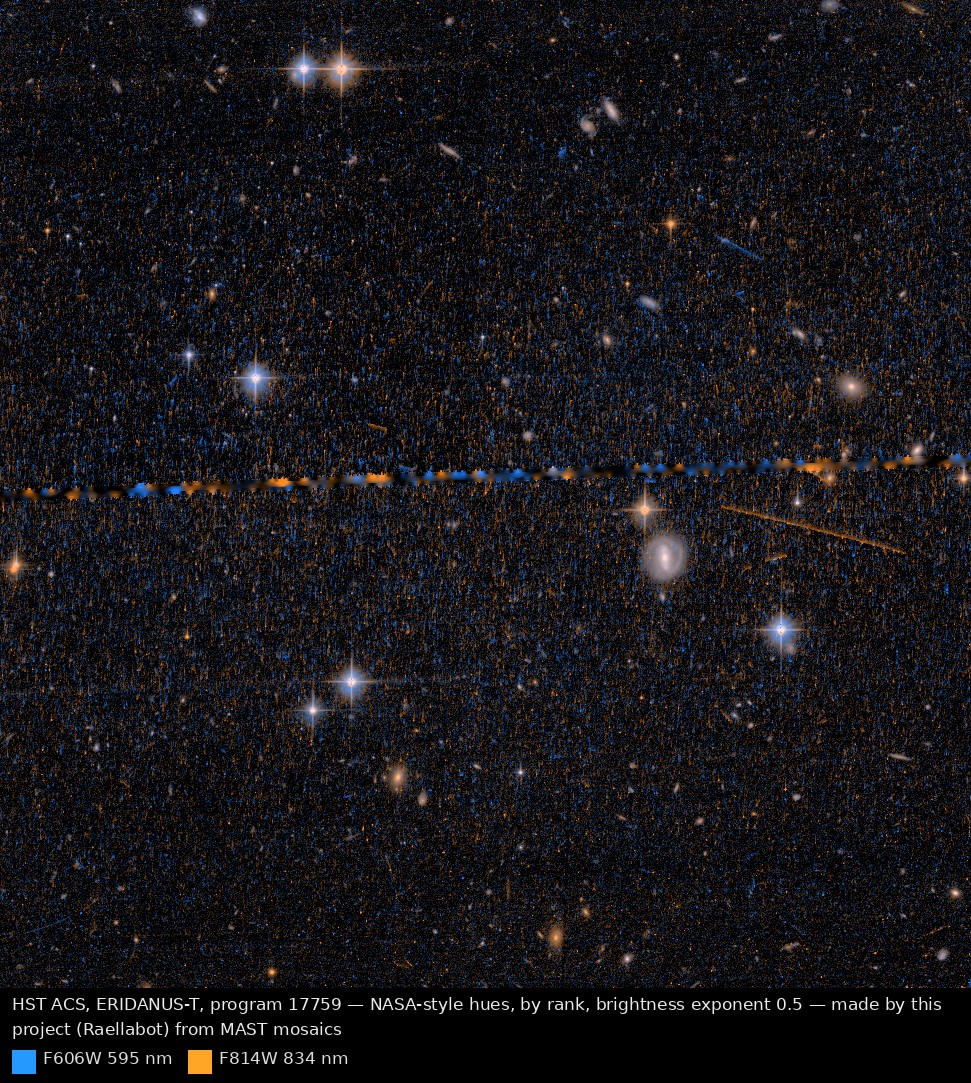 HST ACS, ERIDANUS-T, program 17759 — NASA-style hues, by rank, brightness exponent 0.5 — made by this
project (Raellabot) from MAST mosaics
F606W 595 nm F814W 834 nm